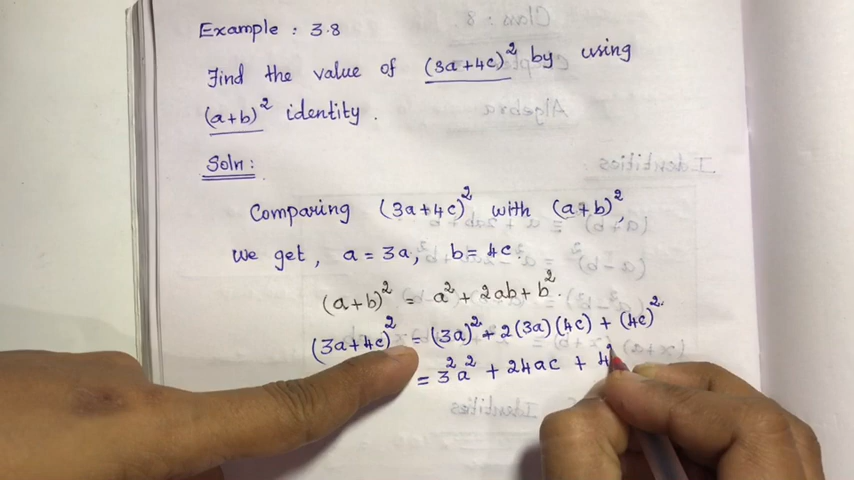 Example : 3.8
Find the value of (3a+4c)² by using
(a+b)² identity.
Soln:
Comparing (3a+4c)² with (a+b)²,
We get, a = 3a, b = 4c.
(a+b)² = a² + 2ab + b².
(3a+4c)² = (3a)² + 2(3a)(4c) + (4c)².
= 3²a² + 24ac + 4²